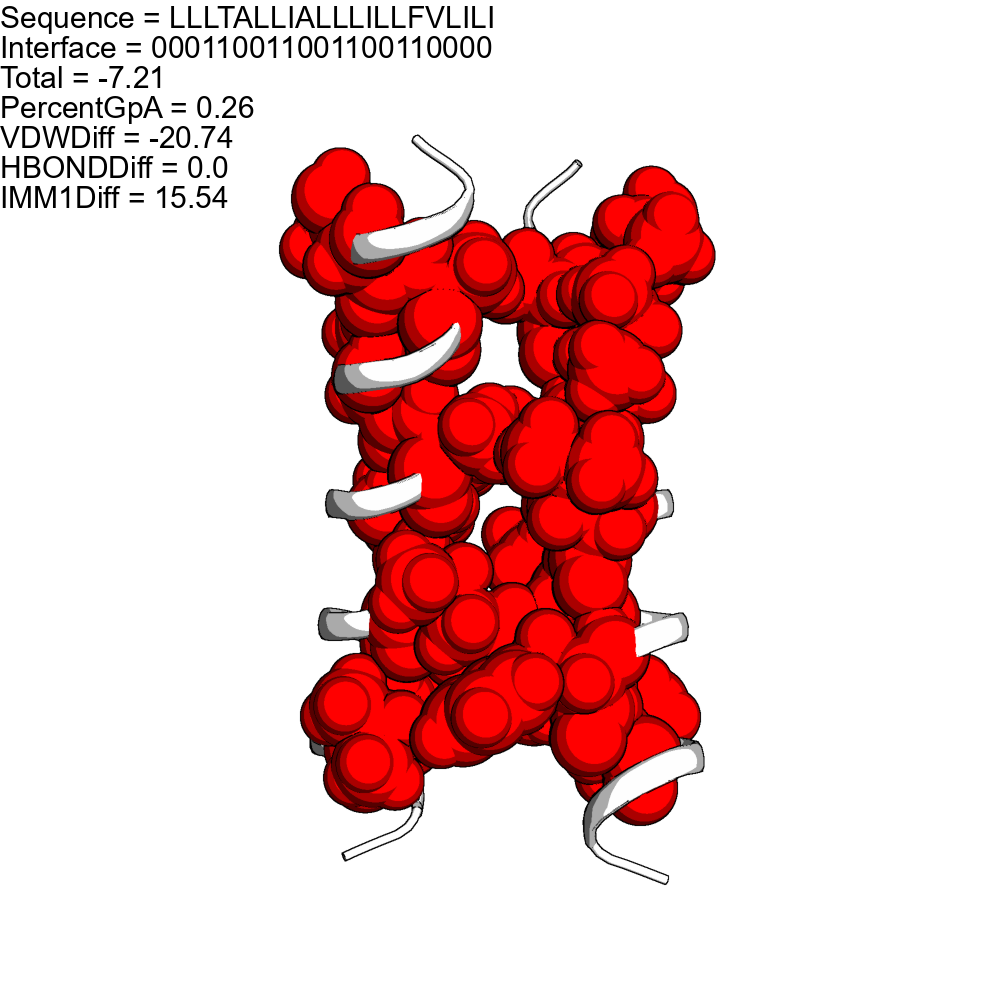 Sequence = LLLTALLIALLLILLFVLILI
Interface = 000110011001100110000
Total = -7.21
PercentGpA = 0.26
VDWDiff = -20.74
HBONDDiff = 0.0
IMM1Diff = 15.54